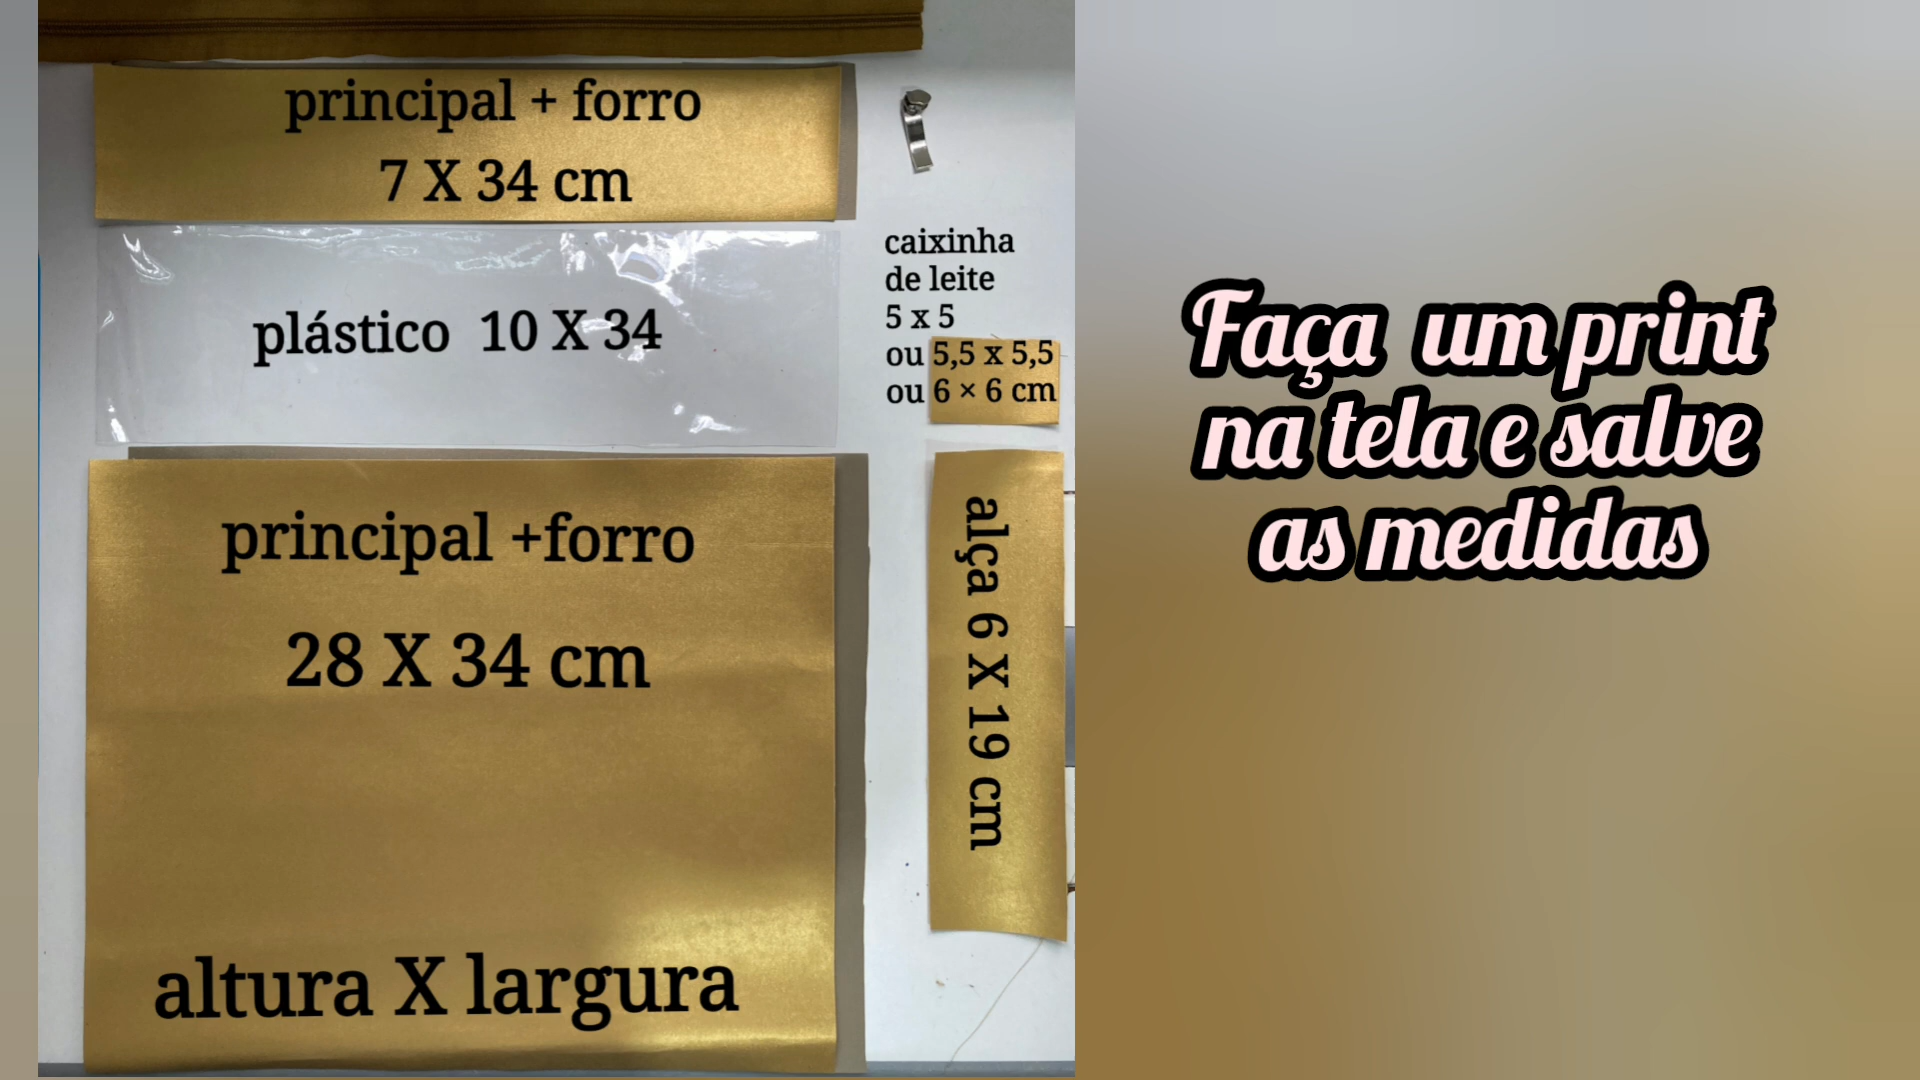 principal + forro
7 X 34 cm
plástico 10 X 34
caixinha
de leite
5 x 5
ou 5,5 x 5,5
ou 6 × 6 cm
principal +forro
28 X 34 cm
altura X largura
alça 6 X 19 cm
Faça um print
na tela e salve
as medidas